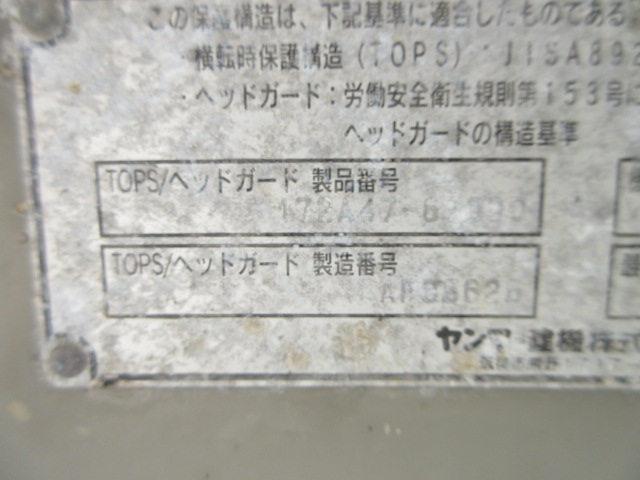 この保護構造は、下記基準に適合したものである
・横転時保護構造(TOPS)・JISA892
・ヘッドガード:労働安全衛生規則第153号に
ヘッドガードの構造基準
TOPS/ヘッドガード 製品番号
TOPS/ヘッドガード 製造番号
ヤンマー建機株式